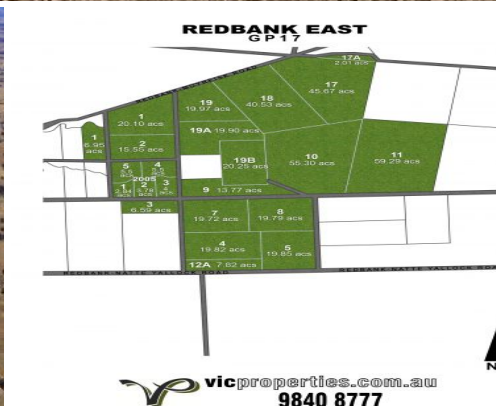 REDBANK EAST
GP17
17A
2.01 acs
17
45.67 acs
18
40.53 acs
19
19.97 acs
1
20.10 acs
19A 19.90 acs
1
6.95
acs
2
15.55 acs
19B
20.25 acs
10
55.30 acs
11
59.29 acs
5
4
2005
1
2
3
9 13.77 acs
3
6.59 acs
7
19.72 acs
8
19.79 acs
4
19.82 acs
5
19.85 acs
12A 7.82 acs
REDBANK-NATTE YALLOCK ROAD
REDBANK-NATTE YALLOCK ROAD
N
vicproperties.com.au
9840 8777